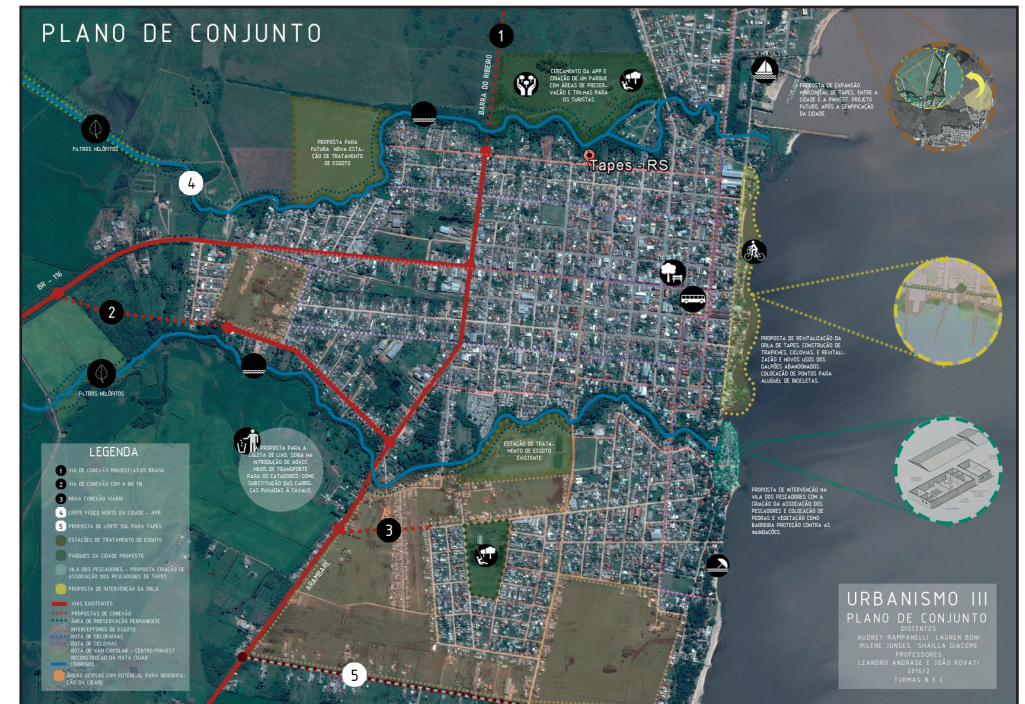 PLANO DE CONJUNTO
1
BARRA DO RIBEIRO
CERCAMENTO DA APP E
CRIAÇÃO DE UM PARQUE
COM ÁREAS DE PRESER-
VAÇÃO E TRILHAS PARA
OS TURISTAS
PROPOSTA DE EXPANSÃO
HORIZONTAL DE TAPES, ENTRE A
CIDADE E A PINVEST, PROJETO
FUTURO, APÓS A DENSIFICAÇÃO
DA CIDADE.
FILTROS HELÓFITOS
PROPOSTA PARA
FUTURA NOVA ESTA-
ÇÃO DE TRATAMENTO
DE ESGOTO
Tapes - RS
4
BR - 116
2
FILTROS HELÓFITOS
PROPOSTA DE REVITALIZAÇÃO DA
ORLA DE TAPES, CONSTRUÇÃO DE
TRAPICHES, CICLOVIAS, E REVITALI-
ZAÇÃO E NOVOS USOS DOS
GALPÕES ABANDONADOS.
COLOCAÇÃO DE PONTOS PARA
ALUGUEL DE BICICLETAS.
PROPOSTA PARA A
COLETA DE LIXO, SERIA NA
INTRODUÇÃO DE NOVOS
MEIOS DE TRANSPORTE
PARA OS CATADORES; COMO
SUBSTITUIÇÃO DAS CARRO-
ÇAS PUXADAS À CAVALO.
ESTAÇÃO DE TRATA-
MENTO DE ESGOTO
EXISTENTE
PROPOSTA DE INTERVENÇÃO NA
VILA DOS PESCADORES COM A
CRIAÇÃO DA ASSOCIAÇÃO DOS
PESCADORES E COLOCAÇÃO DE
PEDRAS E VEGETAÇÃO COMO
BARREIRA PROTEÇÃO CONTRA AS
INUNDAÇÕES.
3
ARAMBARÉ
5
LEGENDA
1 VIA DE CONEXÃO PINVEST/ASSIS BRASIL
2 VIA DE CONEXÃO COM A BR 116
3 NOVA CONEXÃO VIÁRIA
4 LIMITE FÍSICO NORTE DA CIDADE - APP
5 PROPOSTA DE LIMITE SUL PARA TAPES
ESTAÇÕES DE TRATAMENTO DE ESGOTO
PARQUES DA CIDADE PROPOSTO
VILA DOS PESCADORES - PROPOSTA CRIAÇÃO DE
ASSOCIAÇÃO DOS PESCADORES DE TAPES
PROPOSTA DE INTERVENÇÃO DA ORLA
VIAS EXISTENTES
PROPOSTAS DE CONEXÃO
ÁREA DE PRESERVAÇÃO PERMANENTE
INTERCEPTORES DE ESGOTO
ROTA DE CICLOFAIXAS
ROTA DE CICLOVIAS
ROTA DE VAN CIRCULAR - CENTRO/PINVEST
RECONSTRUÇÃO DA MATA CILIAR
CÓRREGOS
ÁREAS OCIOSAS COM POTENCIAL PARA DENSIFICA-
ÇÃO DA CIDADE
URBANISMO III
PLANO DE CONJUNTO
DISCENTES
AUDREY RAMPANELLI LAUREN BONI
MILENE JUNGES SHAILLA GIACOME
PROFESSORES
LEANDRO ANDRADE E JOÃO ROVATI
2016/2
TURMAS B E C